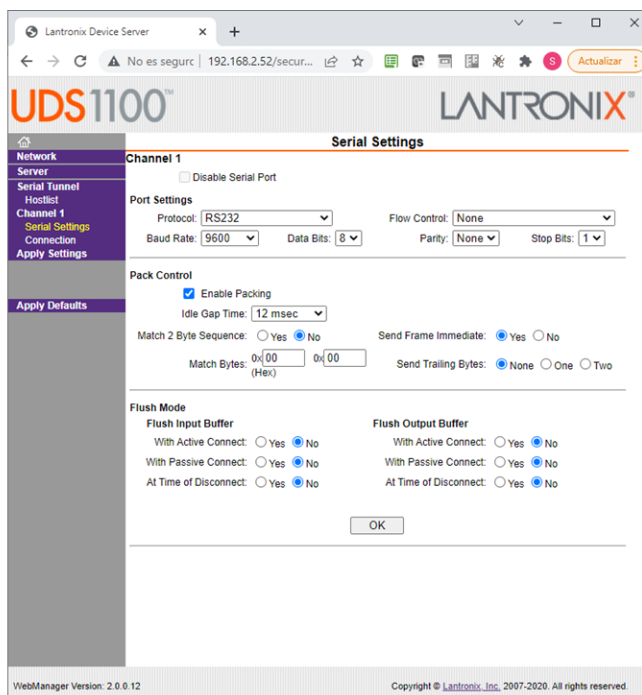 Lantronix Device Server
No es segurc 192.168.2.52/secur... S Actualizar
UDS1100™ LANTRONIX®
Serial Settings
Network
Server
Serial Tunnel
Hostlist
Channel 1
Serial Settings
Connection
Apply Settings
Apply Defaults
Channel 1
Disable Serial Port
Port Settings
Protocol: RS232 Flow Control: None
Baud Rate: 9600 Data Bits: 8 Parity: None Stop Bits: 1
Pack Control
Enable Packing
Idle Gap Time: 12 msec
Match 2 Byte Sequence: Yes No Send Frame Immediate: Yes No
Match Bytes: 0x 00 0x 00 Send Trailing Bytes: None One Two
(Hex)
Flush Mode
Flush Input Buffer Flush Output Buffer
With Active Connect: Yes No With Active Connect: Yes No
With Passive Connect: Yes No With Passive Connect: Yes No
At Time of Disconnect: Yes No At Time of Disconnect: Yes No
OK
WebManager Version: 2.0.0.12 Copyright © Lantronix, Inc. 2007-2020. All rights reserved.